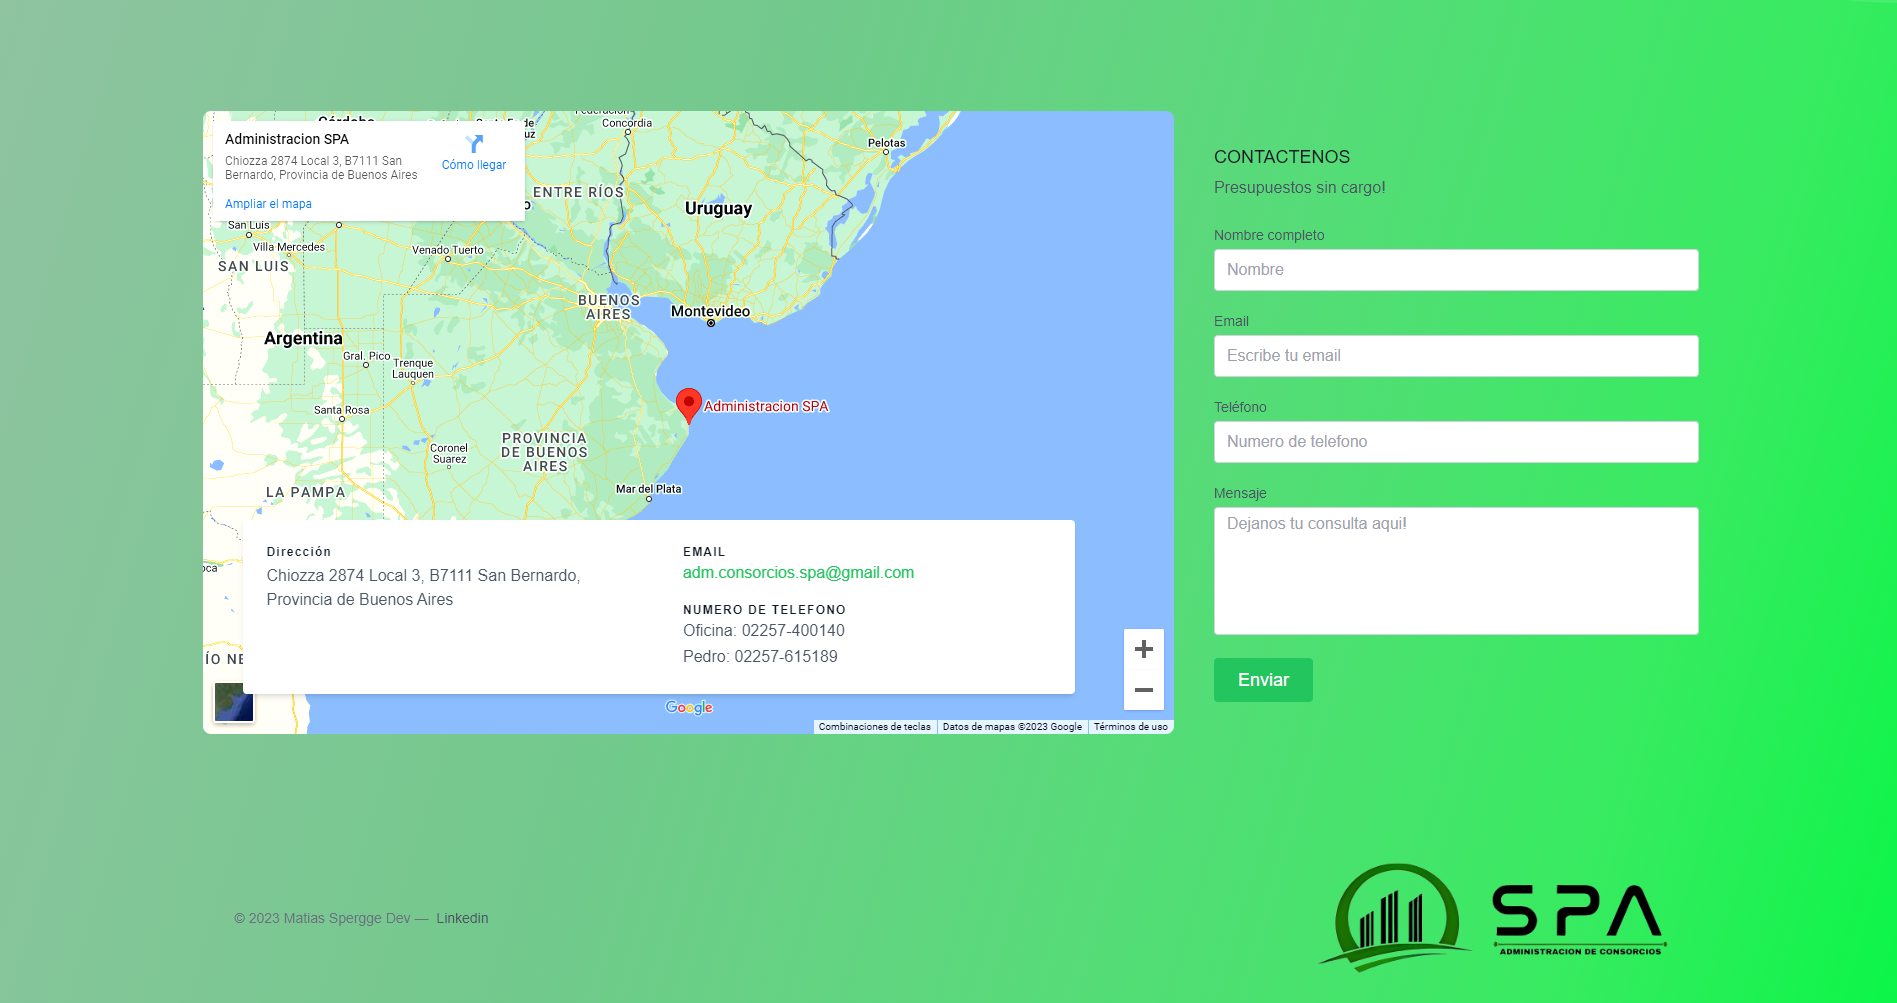 Administracion SPA
Chiozza 2874 Local 3, B7111 San
Bernardo, Provincia de Buenos Aires
Cómo llegar
Ampliar el mapa
Concordia
Pelotas
ENTRE RÍOS
Uruguay
San Luis
Villa Mercedes
Venado Tuerto
SAN LUIS
BUENOS
AIRES
Montevideo
Argentina
Gral. Pico
Trenque
Lauquen
Santa Rosa
Administracion SPA
PROVINCIA
DE BUENOS
AIRES
Coronel
Suarez
LA PAMPA
Mar del Plata
Dirección
Chiozza 2874 Local 3, B7111 San Bernardo,
Provincia de Buenos Aires
EMAIL
adm.consorcios.spa@gmail.com
NUMERO DE TELEFONO
Oficina: 02257-400140
Pedro: 02257-615189
Google
Combinaciones de teclas
Datos de mapas ©2023 Google
Términos de uso
CONTACTENOS
Presupuestos sin cargo!
Nombre completo
Nombre
Email
Escribe tu email
Teléfono
Numero de telefono
Mensaje
Dejanos tu consulta aqui!
Enviar
© 2023 Matias Spergge Dev — Linkedin
SPA
ADMINISTRACION DE CONSORCIOS